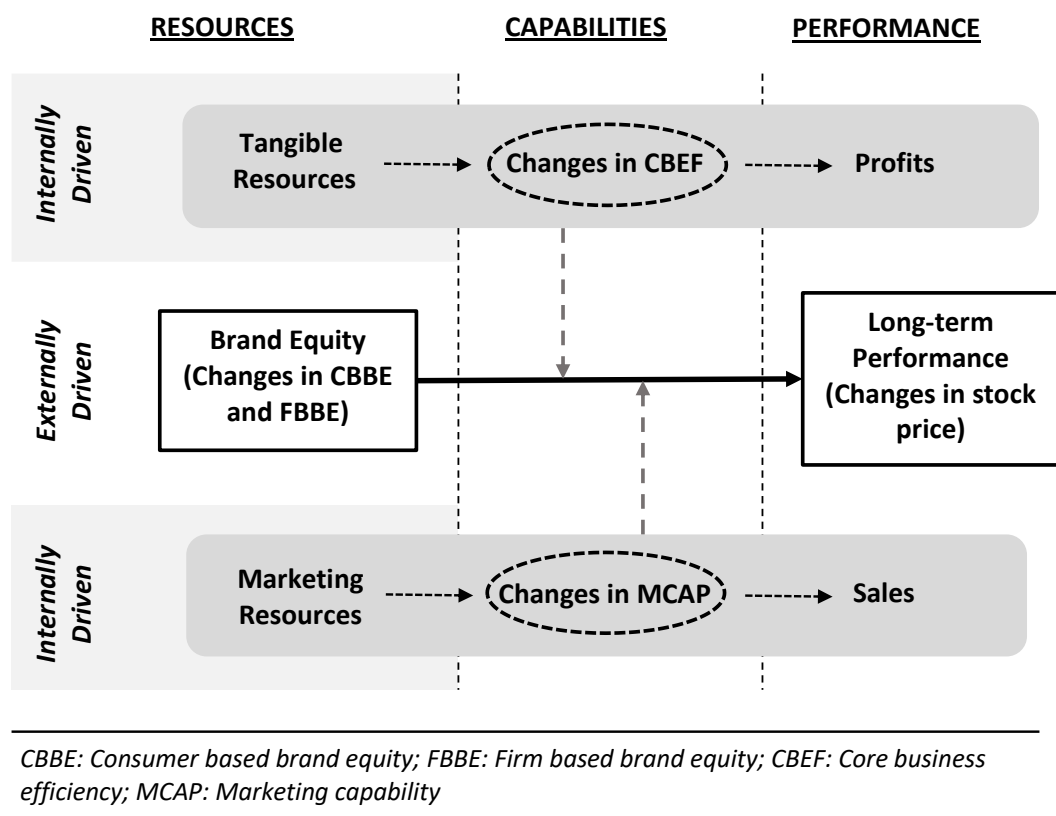 RESOURCES CAPABILITIES PERFORMANCE
Internally
Driven
Tangible
Resources
Changes in CBEF
Profits
Externally
Driven
Brand Equity
(Changes in CBBE
and FBBE)
Long-term
Performance
(Changes in stock
price)
Internally
Driven
Marketing
Resources
Changes in MCAP
Sales
CBBE: Consumer based brand equity; FBBE: Firm based brand equity; CBEF: Core business
efficiency; MCAP: Marketing capability